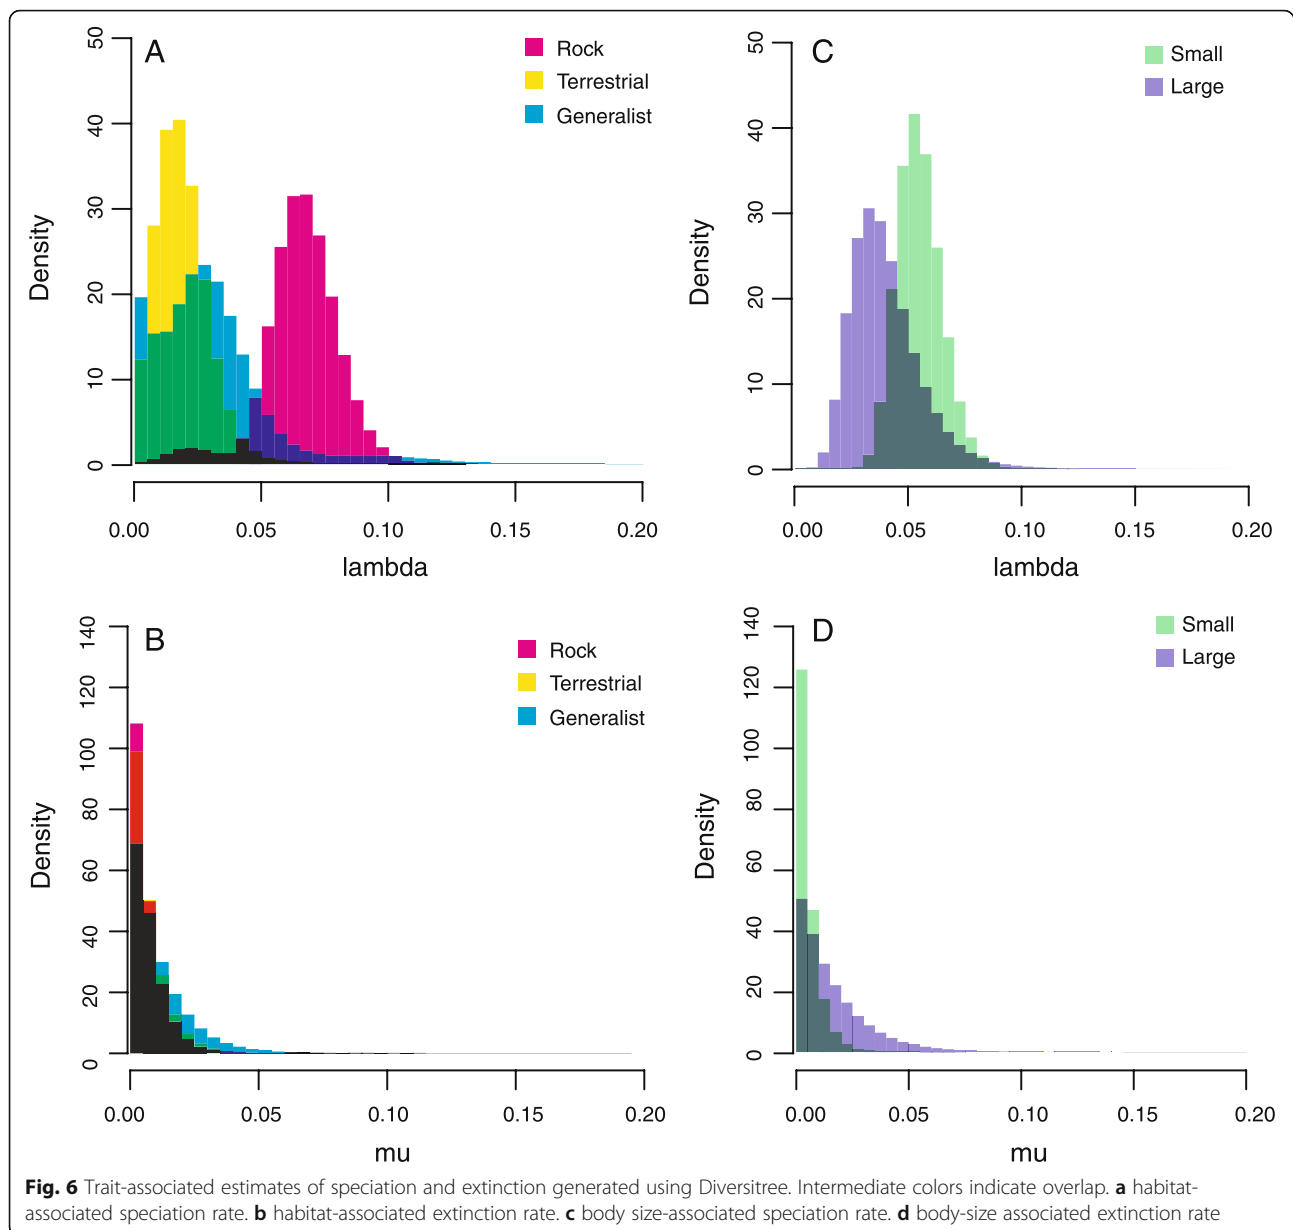 A
Rock
Terrestrial
Generalist
Density
0 10 20 30 40 50
0.00 0.05 0.10 0.15 0.20
lambda
C
Small
Large
Density
0 10 20 30 40 50
0.00 0.05 0.10 0.15 0.20
lambda
B
Rock
Terrestrial
Generalist
Density
0 20 40 60 80 100 120 140
0.00 0.05 0.10 0.15 0.20
mu
D
Small
Large
Density
0 20 40 60 80 100 120 140
0.00 0.05 0.10 0.15 0.20
mu
Fig. 6 Trait-associated estimates of speciation and extinction generated using Diversitree. Intermediate colors indicate overlap. a habitat-
associated speciation rate. b habitat-associated extinction rate. c body size-associated speciation rate. d body-size associated extinction rate